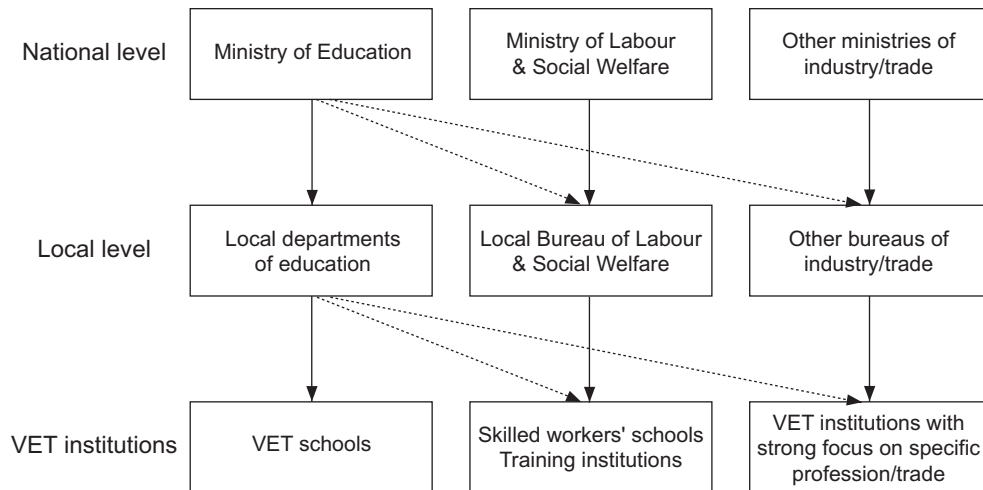 National level
Ministry of Education
Ministry of Labour
& Social Welfare
Other ministries of
industry/trade
Local level
Local departments
of education
Local Bureau of Labour
& Social Welfare
Other bureaus of
industry/trade
VET institutions
VET schools
Skilled workers' schools
Training institutions
VET institutions with
strong focus on specific
profession/trade